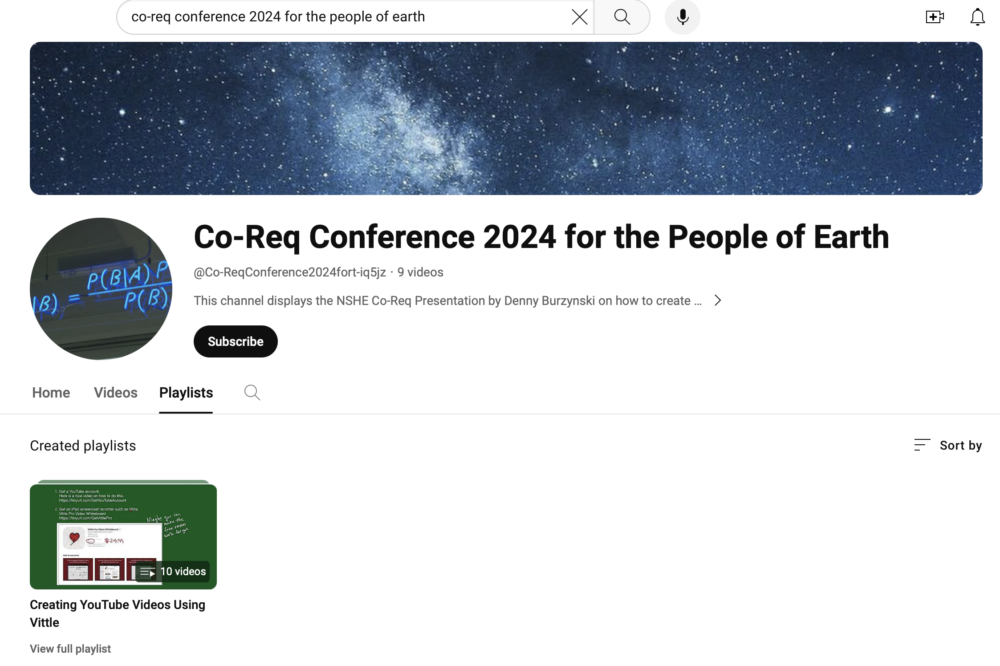 co-req conference 2024 for the people of earth
P(B|A) P
|B) =
P(B)
Co-Req Conference 2024 for the People of Earth
@Co-ReqConference2024fort-iq5jz · 9 videos
This channel displays the NSHE Co-Req Presentation by Denny Burzynski on how to create ...
Subscribe
Home Videos Playlists
Created playlists
Sort by
1. Get a YouTube account.
Here is a nice video on how to do this.
https://tinyurl.com/GetYouTubeAccount
2. Get an iPad screencast recorder such as Vittle.
Vittle Pro Video Whiteboard
https://tinyurl.com/GetVittlePro
Maybe you can
make the
free version
work for you.
Vittle Pro Video Whiteboard
$24.99
iPad Screenshots
10 videos
Creating YouTube Videos Using
Vittle
View full playlist